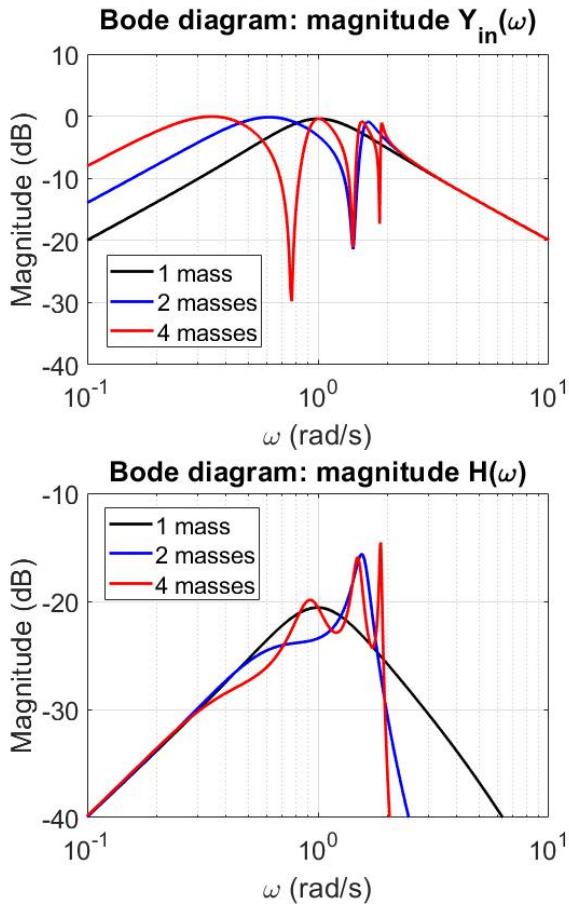 Bode diagram: magnitude Y_in(ω)
10
0
-10
-20
-30
-40
Magnitude (dB)
1 mass
2 masses
4 masses
10^-1
10^0
10^1
ω (rad/s)
Bode diagram: magnitude H(ω)
-10
-20
-30
-40
Magnitude (dB)
1 mass
2 masses
4 masses
10^-1
10^0
10^1
ω (rad/s)